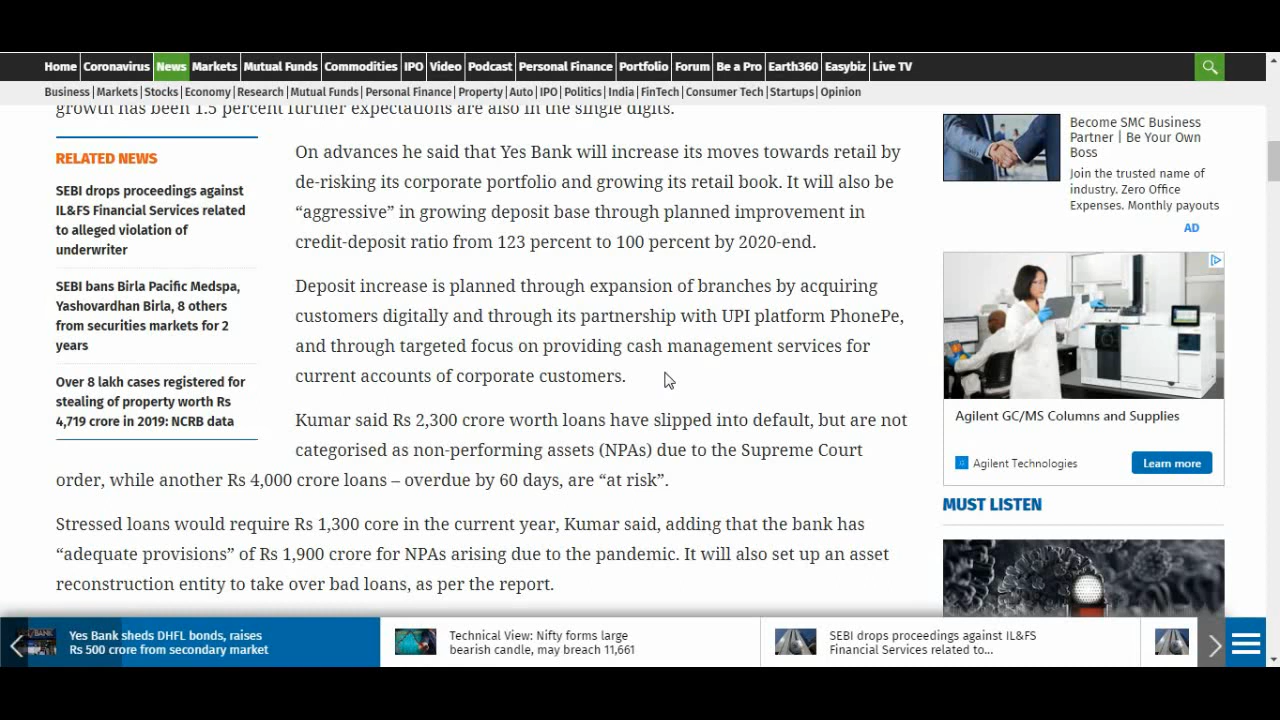 Home Coronavirus News Markets Mutual Funds Commodities IPO Video Podcast Personal Finance Portfolio Forum Be a Pro Earth360 Easybiz Live TV
Business | Markets | Stocks | Economy | Research | Mutual Funds | Personal Finance | Property | Auto | IPO | Politics | India | FinTech | Consumer Tech | Startups | Opinion
growth has been 1.5 percent further expectations are also in the single digits.
RELATED NEWS
SEBI drops proceedings against
IL&FS Financial Services related
to alleged violation of
underwriter
SEBI bans Birla Pacific Medspa,
Yashovardhan Birla, 8 others
from securities markets for 2
years
Over 8 lakh cases registered for
stealing of property worth Rs
4,719 crore in 2019: NCRB data
On advances he said that Yes Bank will increase its moves towards retail by
de-risking its corporate portfolio and growing its retail book. It will also be
“aggressive” in growing deposit base through planned improvement in
credit-deposit ratio from 123 percent to 100 percent by 2020-end.
Deposit increase is planned through expansion of branches by acquiring
customers digitally and through its partnership with UPI platform PhonePe,
and through targeted focus on providing cash management services for
current accounts of corporate customers.
Kumar said Rs 2,300 crore worth loans have slipped into default, but are not
categorised as non-performing assets (NPAs) due to the Supreme Court
order, while another Rs 4,000 crore loans – overdue by 60 days, are “at risk”.
Stressed loans would require Rs 1,300 core in the current year, Kumar said, adding that the bank has
“adequate provisions” of Rs 1,900 crore for NPAs arising due to the pandemic. It will also set up an asset
reconstruction entity to take over bad loans, as per the report.
Become SMC Business
Partner | Be Your Own
Boss
Join the trusted name of
industry. Zero Office
Expenses. Monthly payouts
AD
Agilent GC/MS Columns and Supplies
Agilent Technologies
Learn more
MUST LISTEN
Yes Bank sheds DHFL bonds, raises
Rs 500 crore from secondary market
Technical View: Nifty forms large
bearish candle, may breach 11,661
SEBI drops proceedings against IL&FS
Financial Services related to...